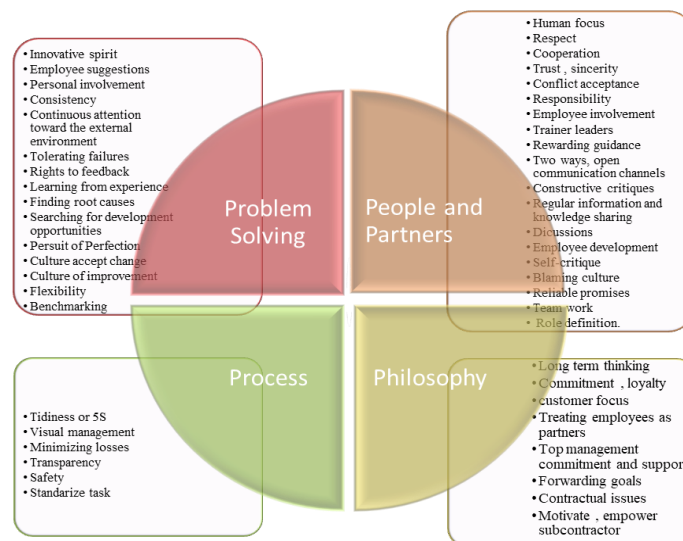 • Innovative spirit
• Employee suggestions
• Personal involvement
• Consistency
• Continuous attention
toward the external
environment
• Tolerating failures
• Rights to feedback
• Learning from experience
• Finding root causes
• Searching for development
opportunities
• Persuit of Perfection
• Culture accept change
• Culture of improvement
• Flexibility
• Benchmarking
Problem
Solving
• Human focus
• Respect
• Cooperation
• Trust , sincerity
• Conflict acceptance
• Responsibility
• Employee involvement
• Trainer leaders
• Rewarding guidance
• Two ways, open
communication channels
• Constructive critiques
• Regular information and
knowledge sharing
• Dicussions
• Employee development
• Self-critique
• Blaming culture
• Reliable promises
• Team work
• Role definition.
People and
Partners
• Tidiness or 5S
• Visual management
• Minimizing losses
• Transparency
• Safety
• Standarize task
Process
Philosophy
• Long term thinking
• Commitment , loyalty
• customer focus
• Treating employees as
partners
• Top management
commitment and support
• Forwarding goals
• Contractual issues
• Motivate , empower
subcontractor